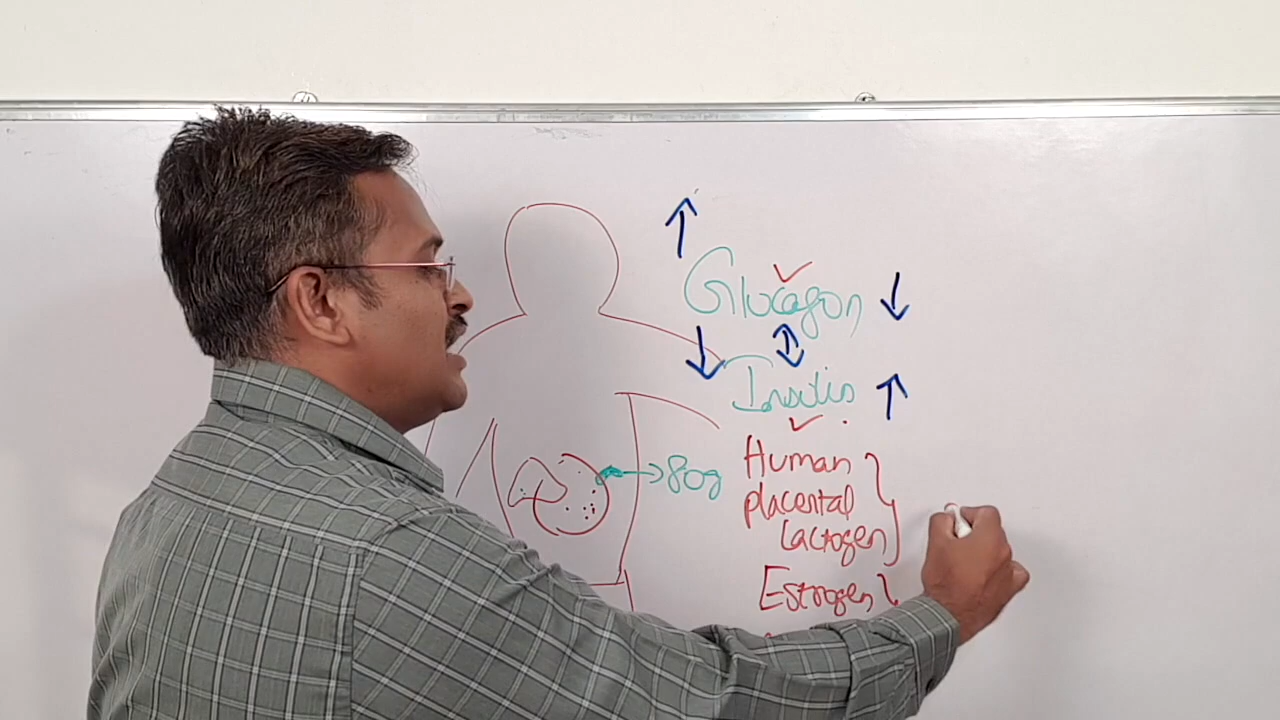 Glucagon
Insulin
80g
Human
placental
Lactogen
Estrogen